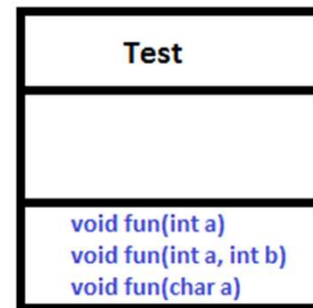 Test
void fun(int a)
void fun(int a, int b)
void fun(char a)